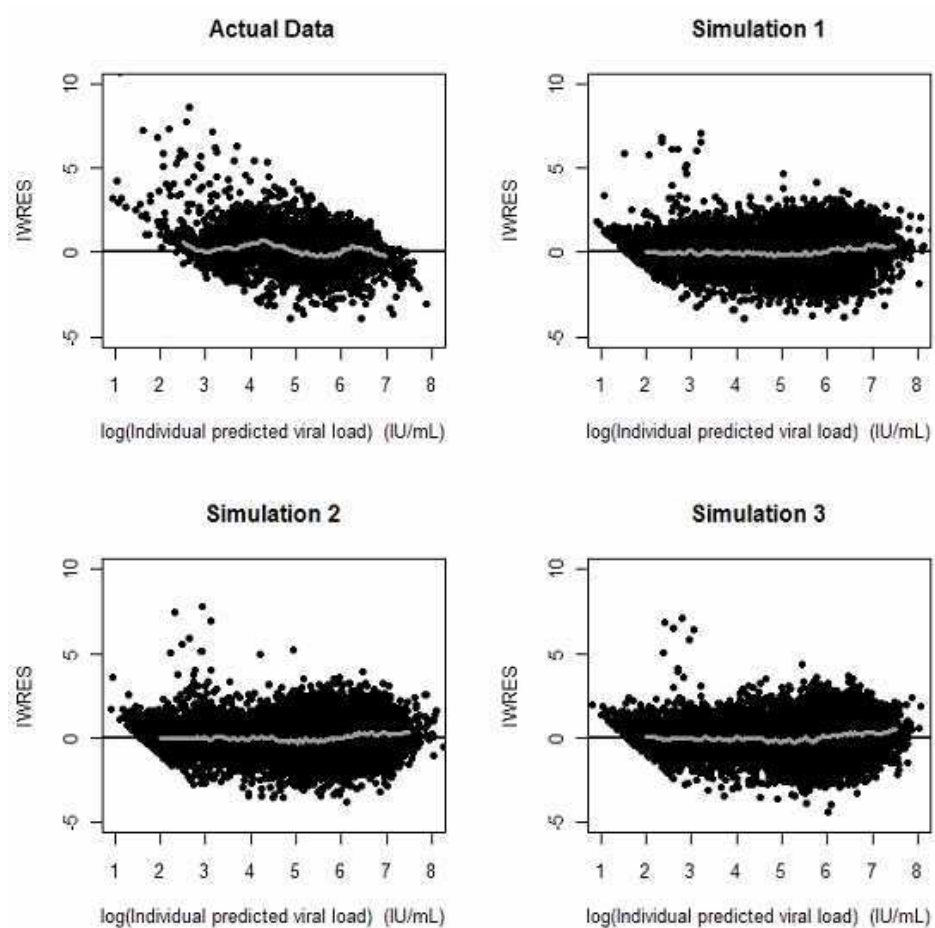 Actual Data
IWRES
10
5
0
-5
1 2 3 4 5 6 7 8
log(Individual predicted viral load) (IU/mL)
Simulation 1
IWRES
10
5
0
-5
1 2 3 4 5 6 7 8
log(Individual predicted viral load) (IU/mL)
Simulation 2
IWRES
10
5
0
-5
1 2 3 4 5 6 7 8
log(Individual predicted viral load) (IU/mL)
Simulation 3
IWRES
10
5
0
-5
1 2 3 4 5 6 7 8
log(Individual predicted viral load) (IU/mL)